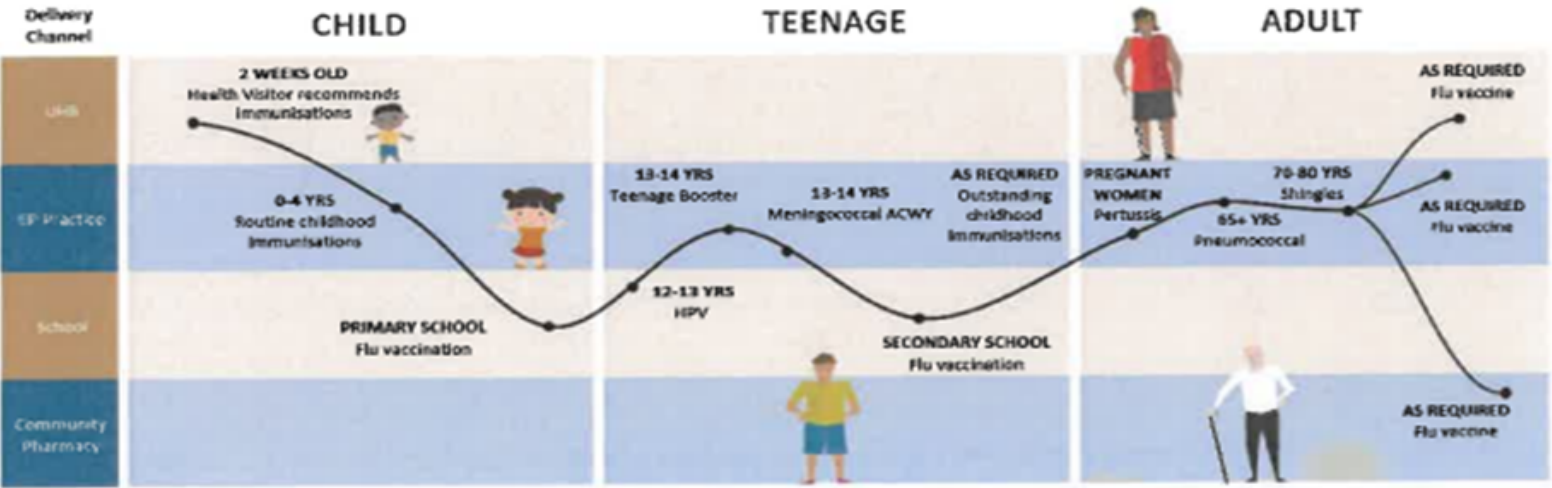 Delivery
Channel
CHILD
TEENAGE
ADULT
UHB
2 WEEKS OLD
Health Visitor recommends
immunisations
AS REQUIRED
Flu vaccine
GP Practice
0-4 YRS
Routine childhood
immunisations
13-14 YRS
Teenage Booster
13-14 YRS
Meningococcal ACWY
AS REQUIRED
Outstanding
childhood
immunisations
PREGNANT
WOMEN
Pertussis
65+ YRS
Pneumococcal
70-80 YRS
Shingles
AS REQUIRED
Flu vaccine
School
PRIMARY SCHOOL
Flu vaccination
12-13 YRS
HPV
SECONDARY SCHOOL
Flu vaccination
Community
Pharmacy
AS REQUIRED
Flu vaccine